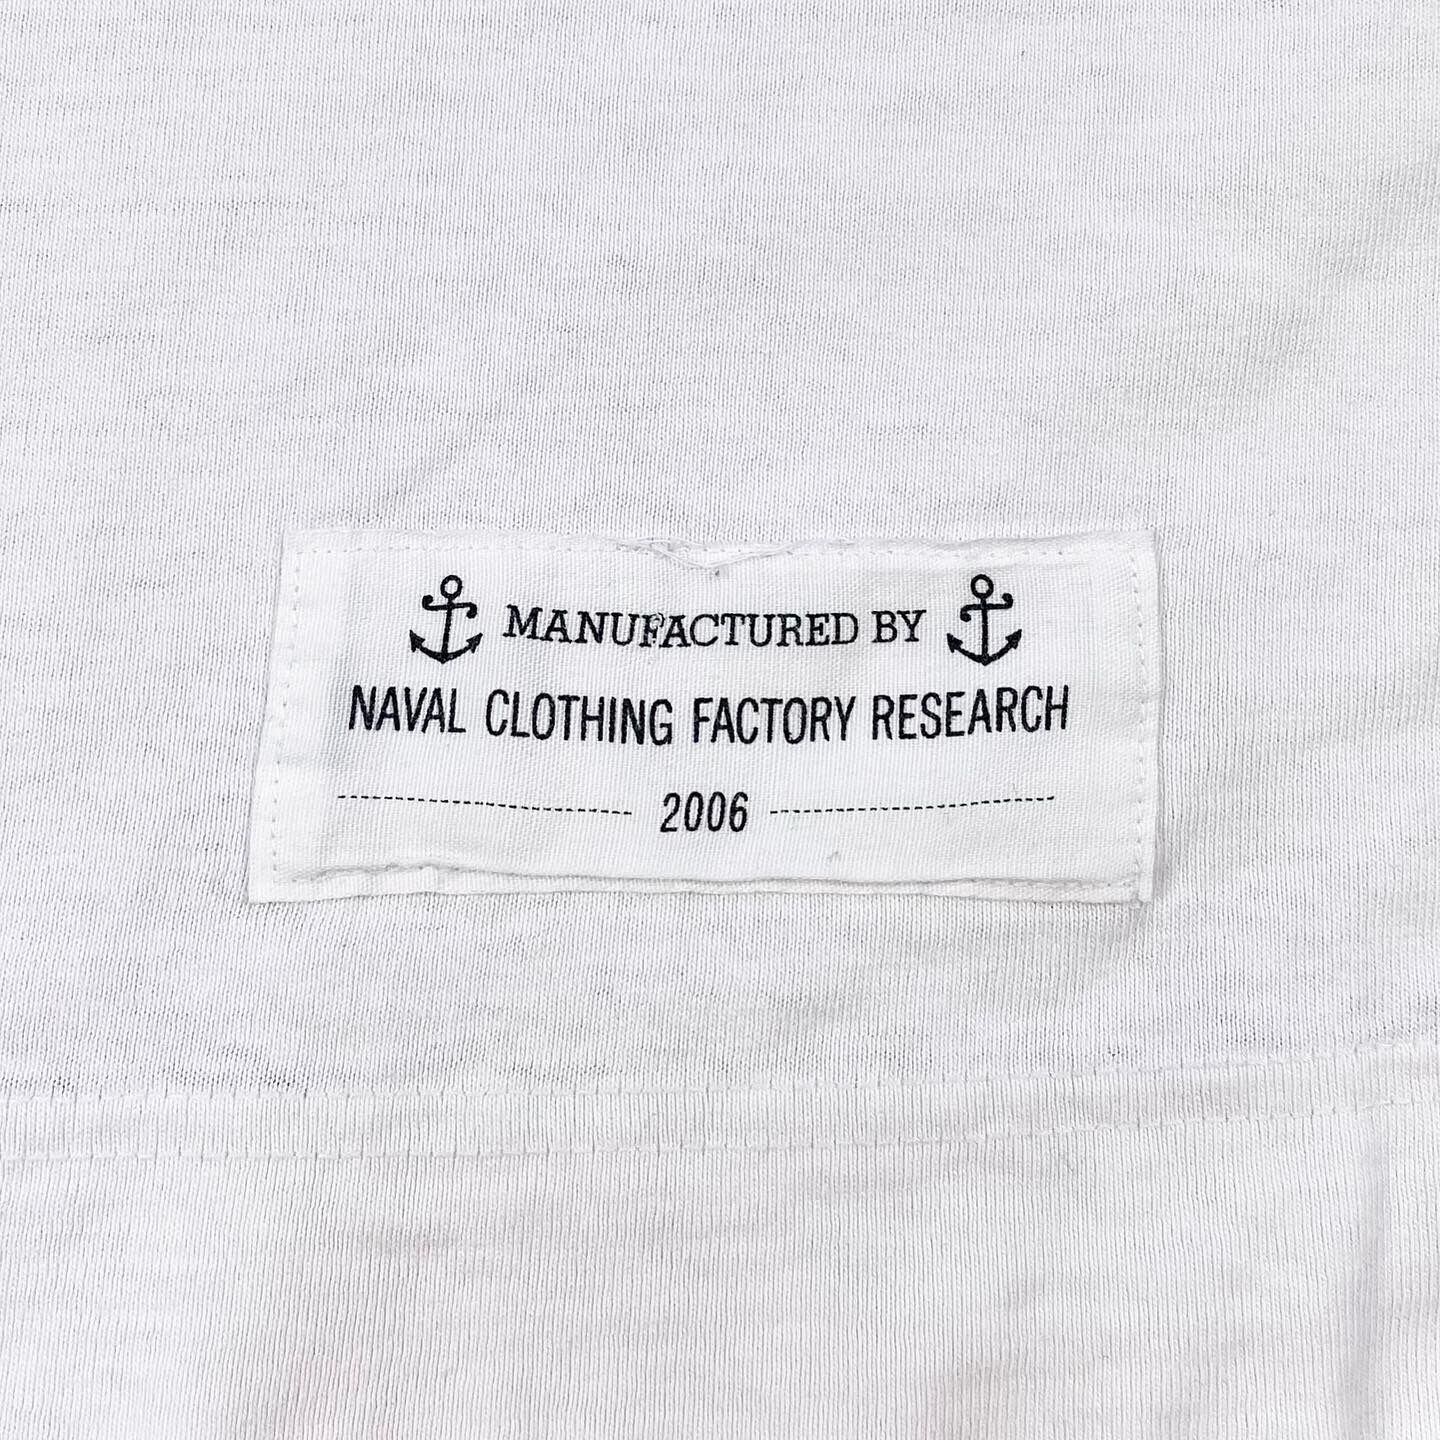 MANUFACTURED BY
NAVAL CLOTHING FACTORY RESEARCH
2006